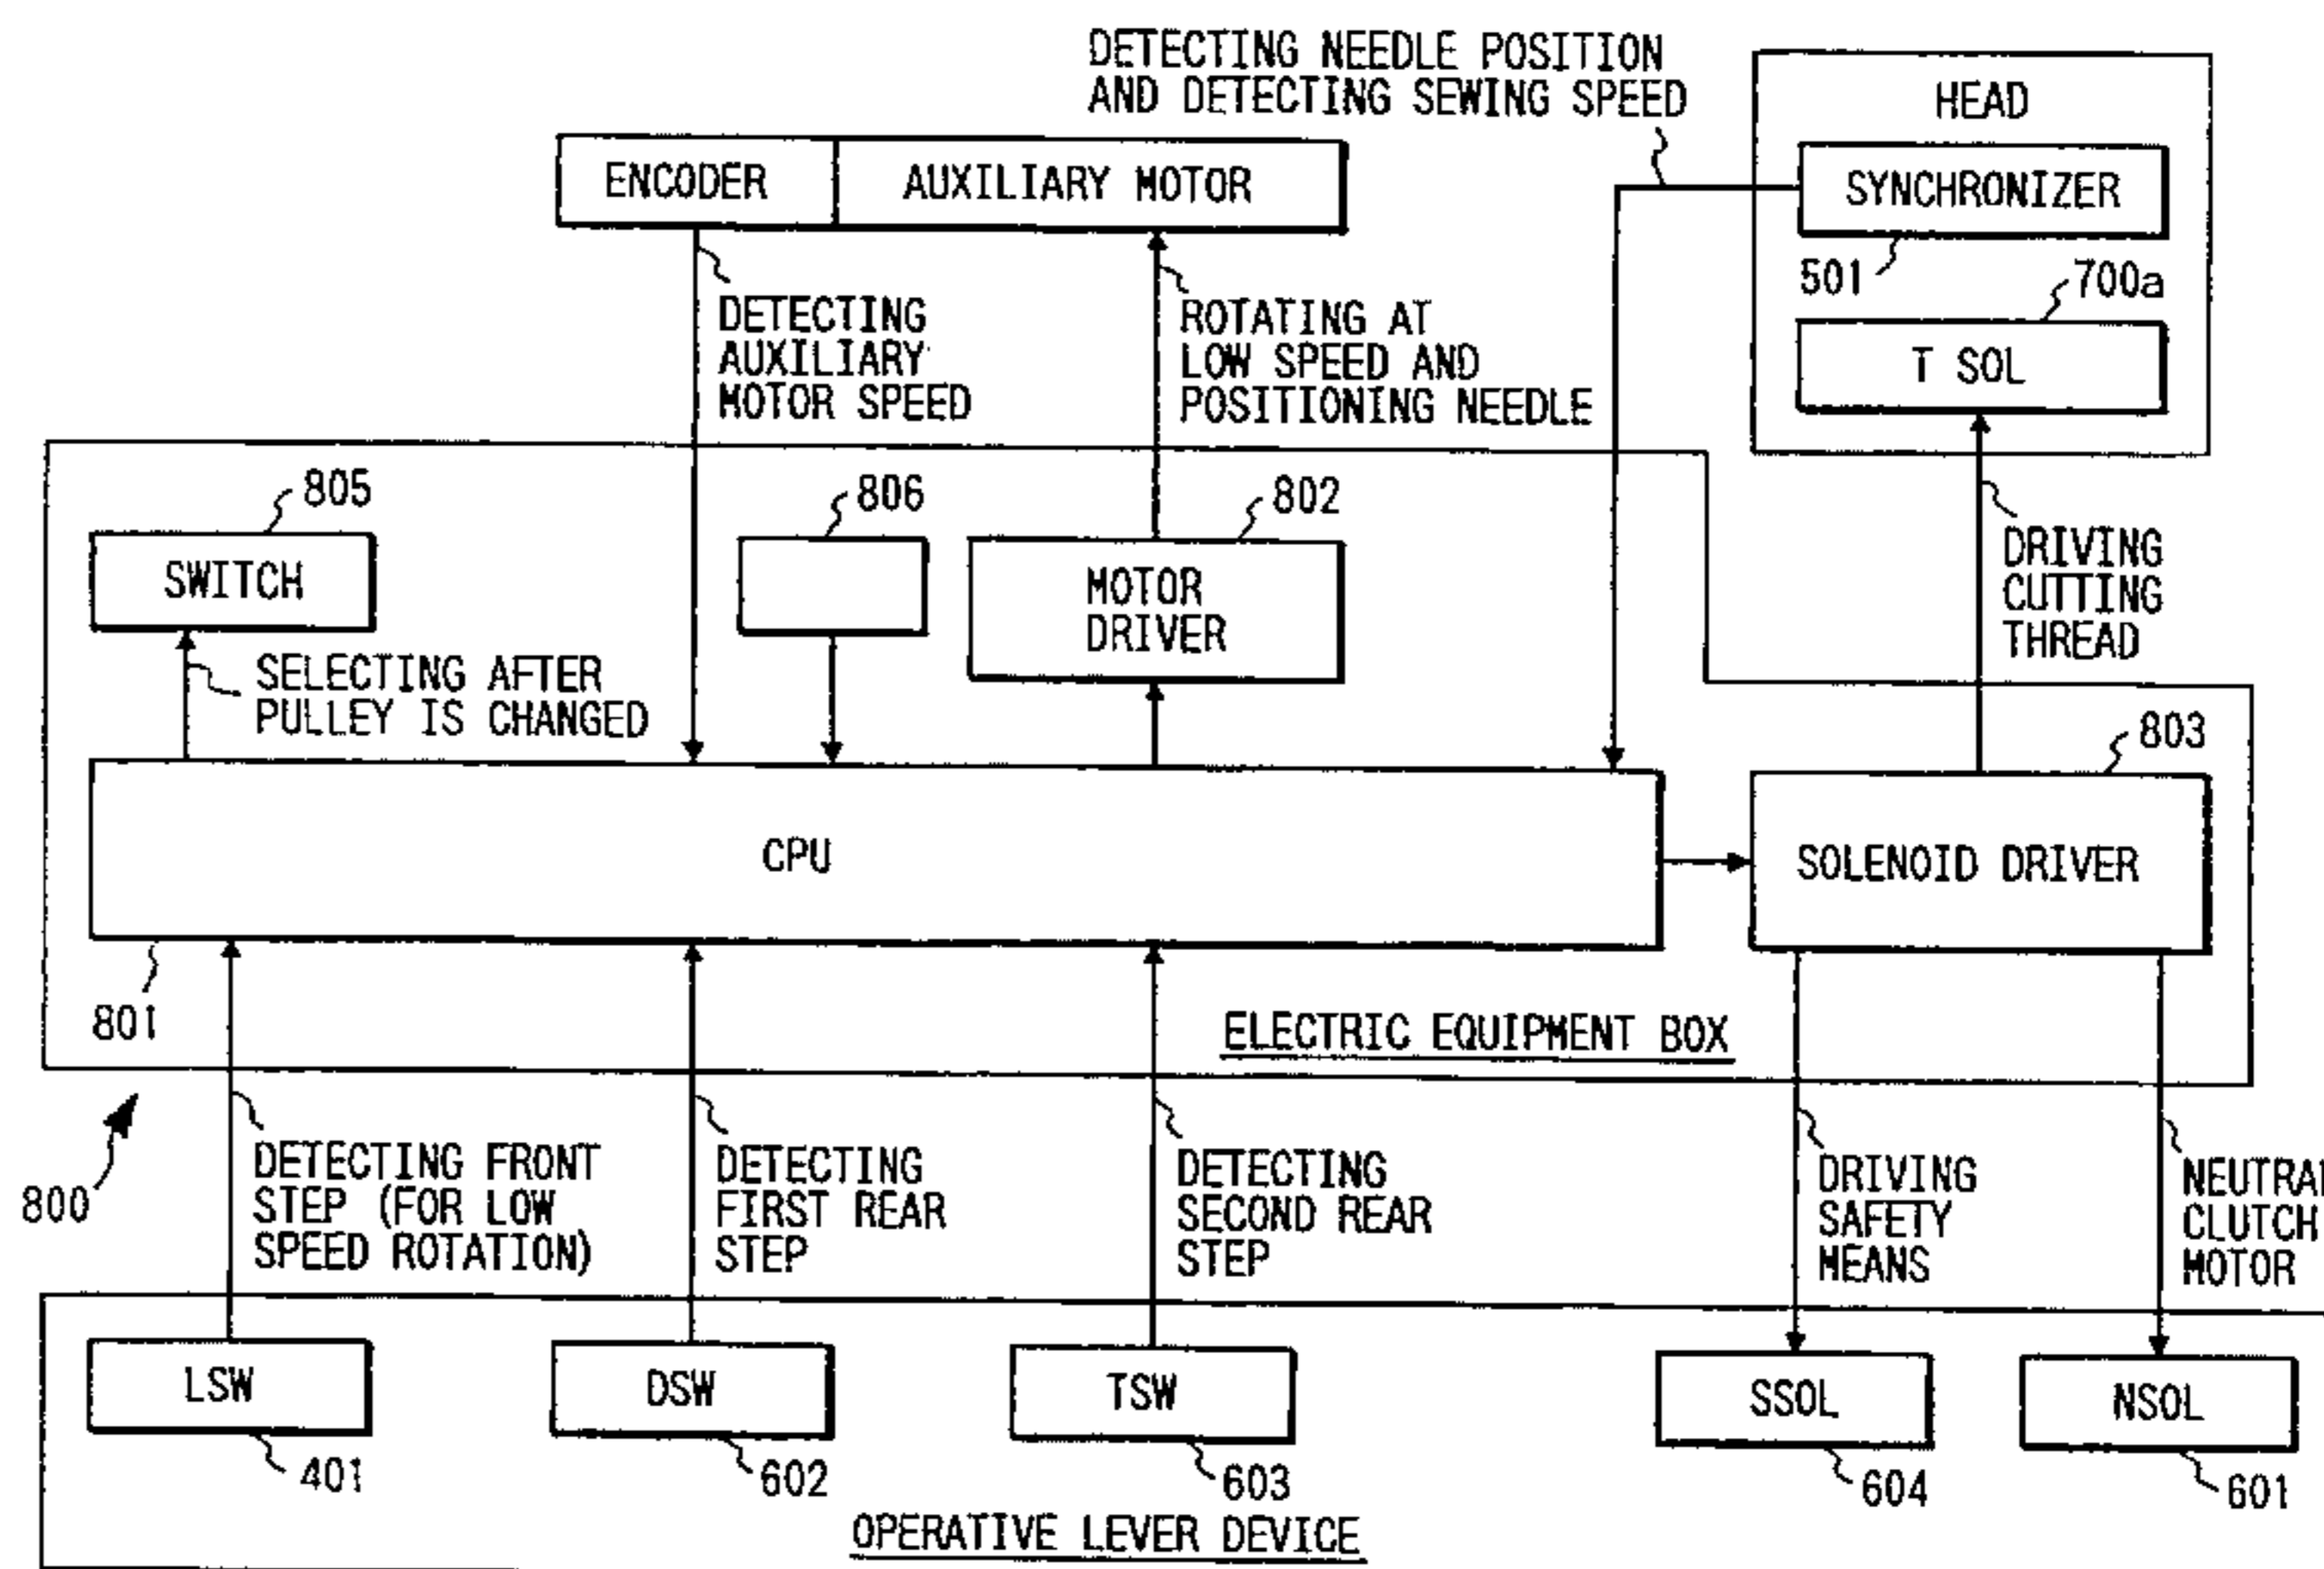 DETECTING NEEDLE POSITION
AND DETECTING SEWING SPEED
HEAD
ENCODER
AUXILIARY MOTOR
SYNCHRONIZER
501
700a
T SOL
DETECTING
AUXILIARY
MOTOR SPEED
ROTATING AT
LOW SPEED AND
POSITIONING NEEDLE
805
806
802
SWITCH
MOTOR
DRIVER
DRIVING
CUTTING
THREAD
SELECTING AFTER
PULLEY IS CHANGED
803
CPU
SOLENOID DRIVER
801
ELECTRIC EQUIPMENT BOX
800
DETECTING FRONT
STEP (FOR LOW
SPEED ROTATION)
DETECTING
FIRST REAR
STEP
DETECTING
SECOND REAR
STEP
DRIVING
SAFETY
MEANS
NEUTRAL
CLUTCH
MOTOR
LSW
DSW
TSW
SSOL
NSOL
401
602
603
604
601
OPERATIVE LEVER DEVICE